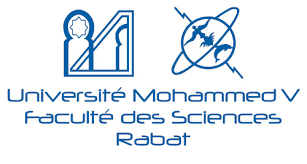 Université Mohammed V
Faculté des Sciences
Rabat